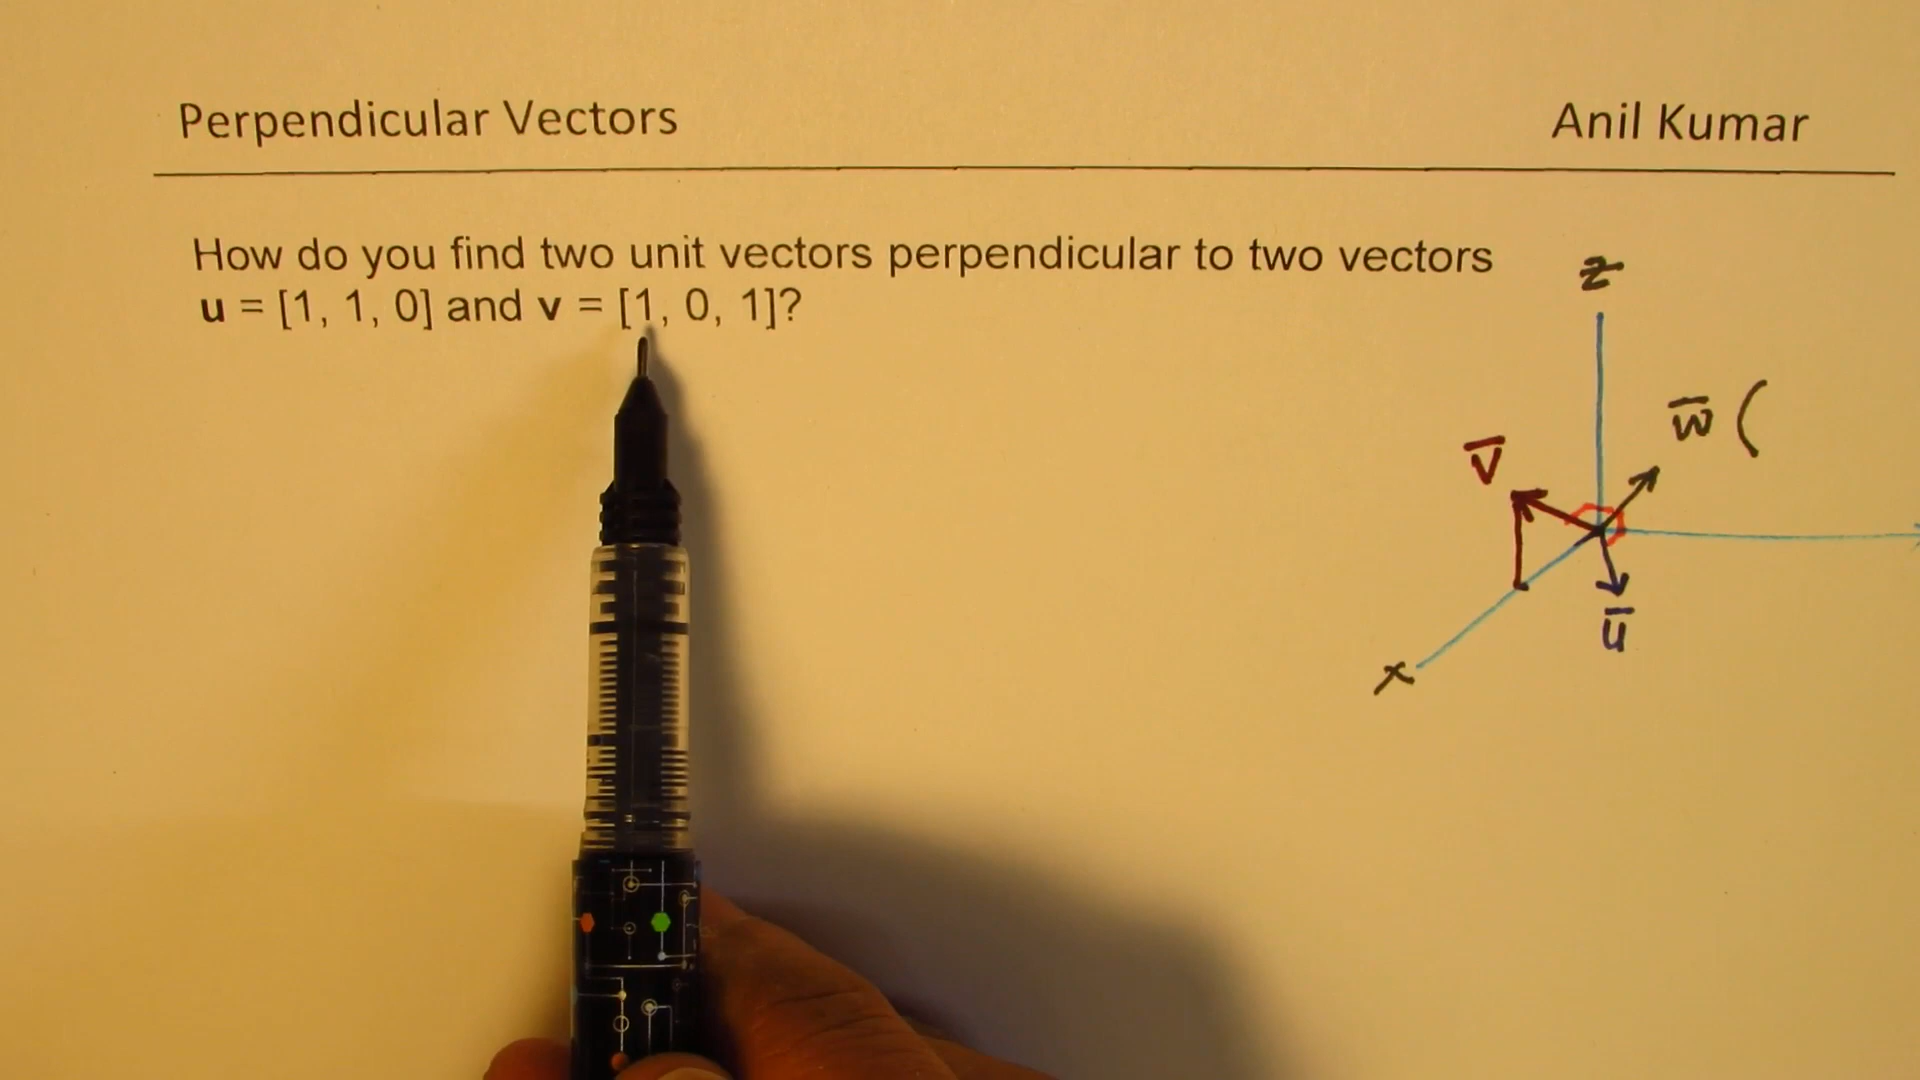 Perpendicular Vectors
Anil Kumar
How do you find two unit vectors perpendicular to two vectors
u = [1, 1, 0] and v = [1, 0, 1]?
z
w̅ (
v̅
u̅
x